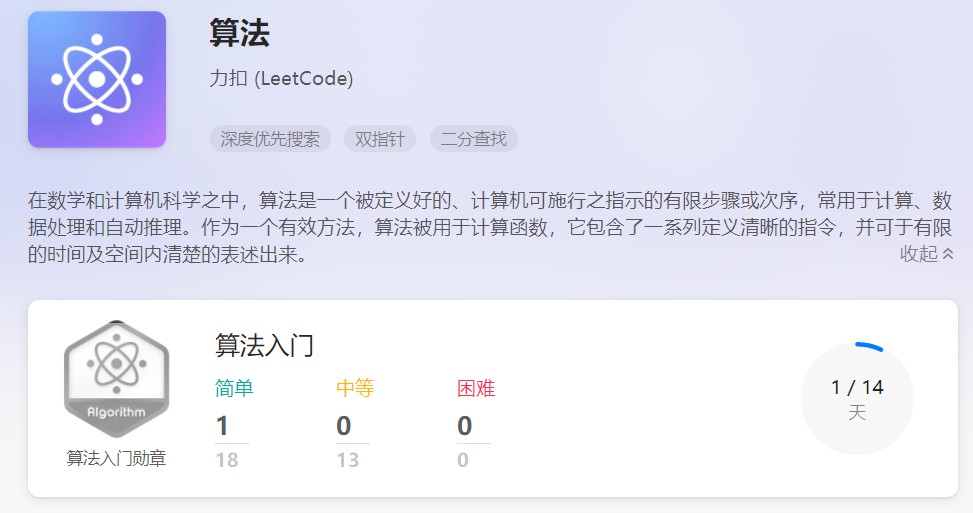 算法
力扣 (LeetCode)
深度优先搜索 双指针 二分查找
在数学和计算机科学之中，算法是一个被定义好的、计算机可施行之指示的有限步骤或次序，常用于计算、数
据处理和自动推理。作为一个有效方法，算法被用于计算函数，它包含了一系列定义清晰的指令，并可于有限
的时间及空间内清楚的表述出来。
收起
算法入门
简单 中等 困难
1 0 0
18 13 0
Algorithm
算法入门勋章
1 / 14
天